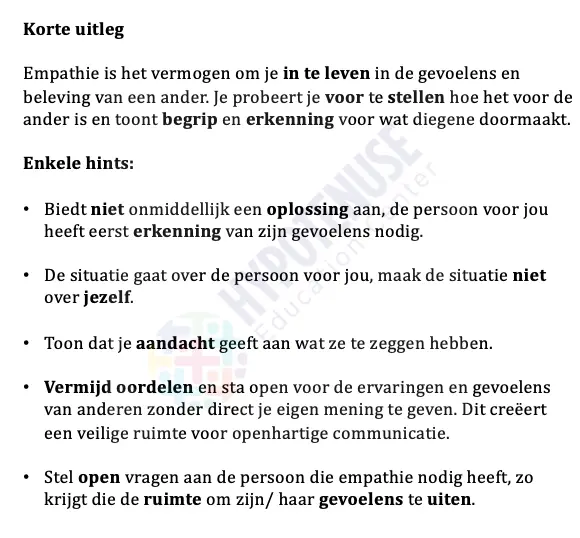 Korte uitleg
Empathie is het vermogen om je in te leven in de gevoelens en
beleving van een ander. Je probeert je voor te stellen hoe het voor de
ander is en toont begrip en erkenning voor wat diegene doormaakt.
Enkele hints:
• Biedt niet onmiddellijk een oplossing aan, de persoon voor jou
heeft eerst erkenning van zijn gevoelens nodig.
• De situatie gaat over de persoon voor jou, maak de situatie niet
over jezelf.
• Toon dat je aandacht geeft aan wat ze te zeggen hebben.
• Vermijd oordelen en sta open voor de ervaringen en gevoelens
van anderen zonder direct je eigen mening te geven. Dit creëert
een veilige ruimte voor openhartige communicatie.
• Stel open vragen aan de persoon die empathie nodig heeft, zo
krijgt die de ruimte om zijn/ haar gevoelens te uiten.
HYPOTENUSE
Education Center